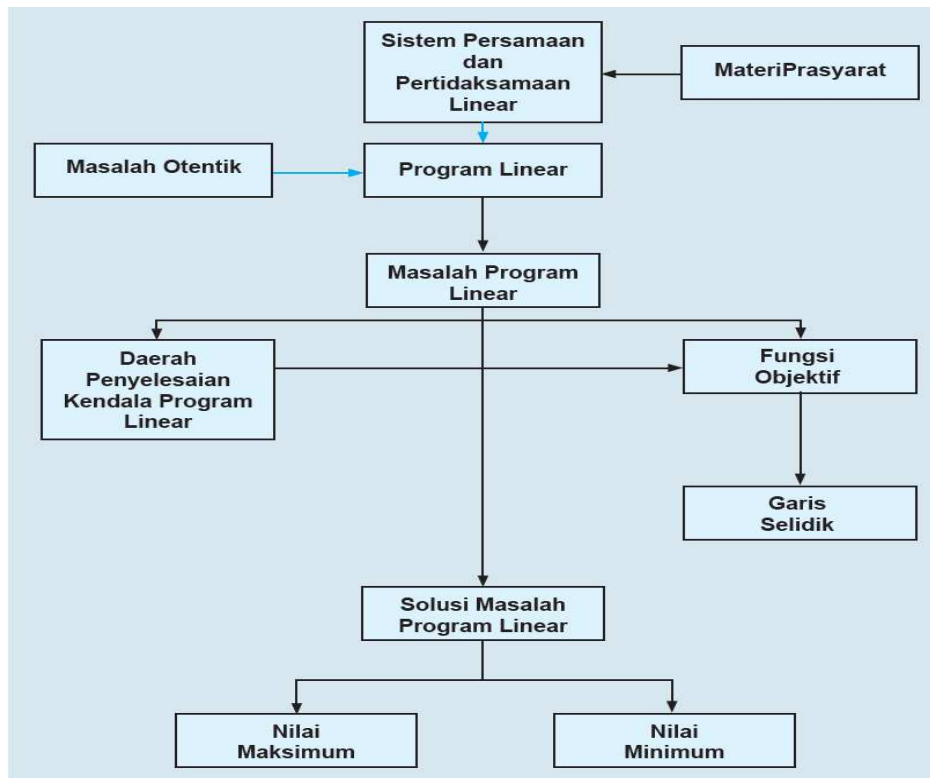 Sistem Persamaan
dan
Pertidaksamaan
Linear
MateriPrasyarat
Masalah Otentik
Program Linear
Masalah Program
Linear
Daerah
Penyelesaian
Kendala Program
Linear
Fungsi
Objektif
Garis
Selidik
Solusi Masalah
Program Linear
Nilai
Maksimum
Nilai
Minimum